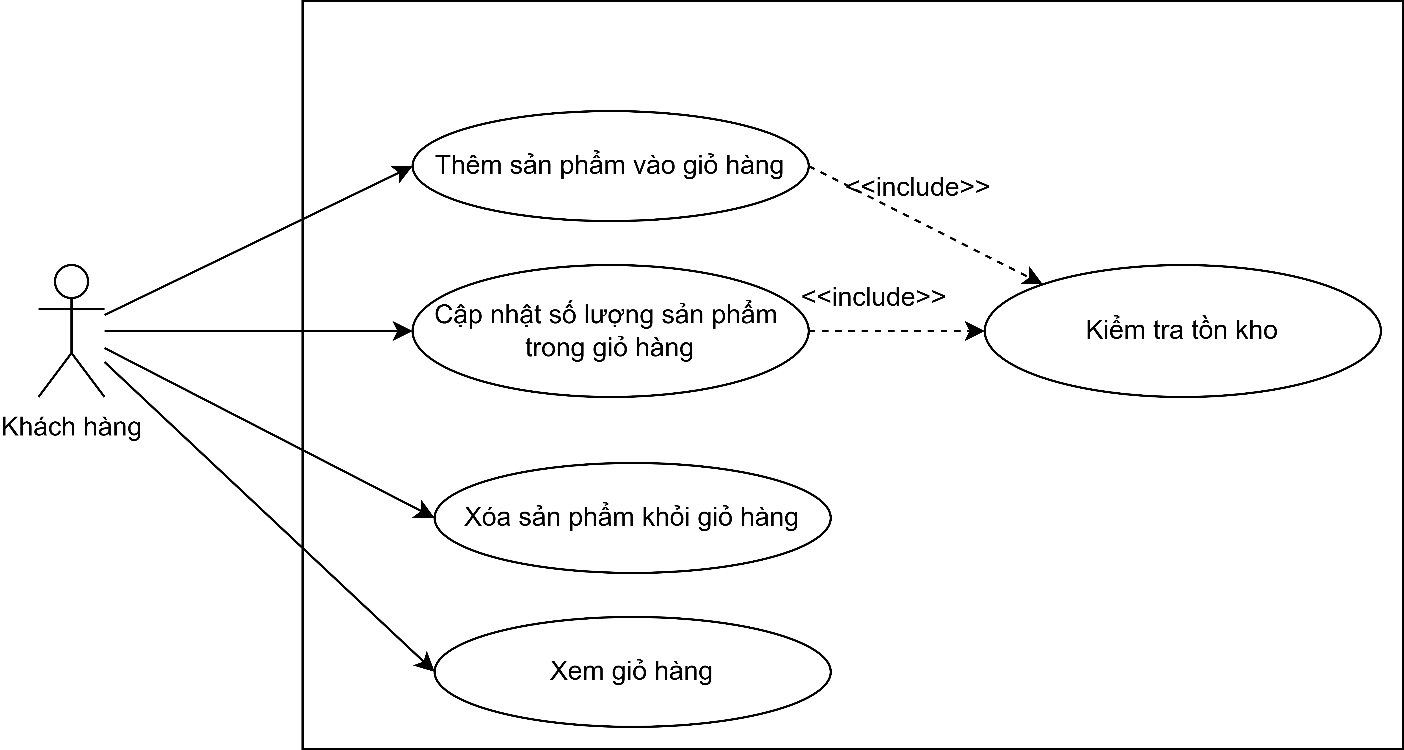 Thêm sản phẩm vào giỏ hàng
<<include>>
Cập nhật số lượng sản phẩm
trong giỏ hàng
<<include>>
Kiểm tra tồn kho
Khách hàng
Xóa sản phẩm khỏi giỏ hàng
Xem giỏ hàng